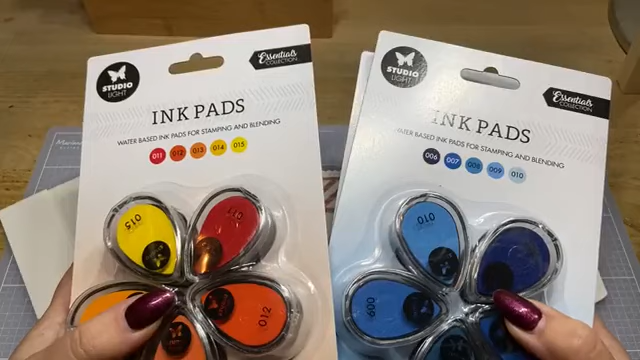 STUDIO
LIGHT
Essentials
COLLECTION
INK PADS
WATER BASED INK PADS FOR STAMPING AND BLENDING
011 012 013 014 015
015
012
STUDIO
LIGHT
Essentials
COLLECTION
INK PADS
WATER BASED INK PADS FOR STAMPING AND BLENDING
006 007 008 009 010
010
009